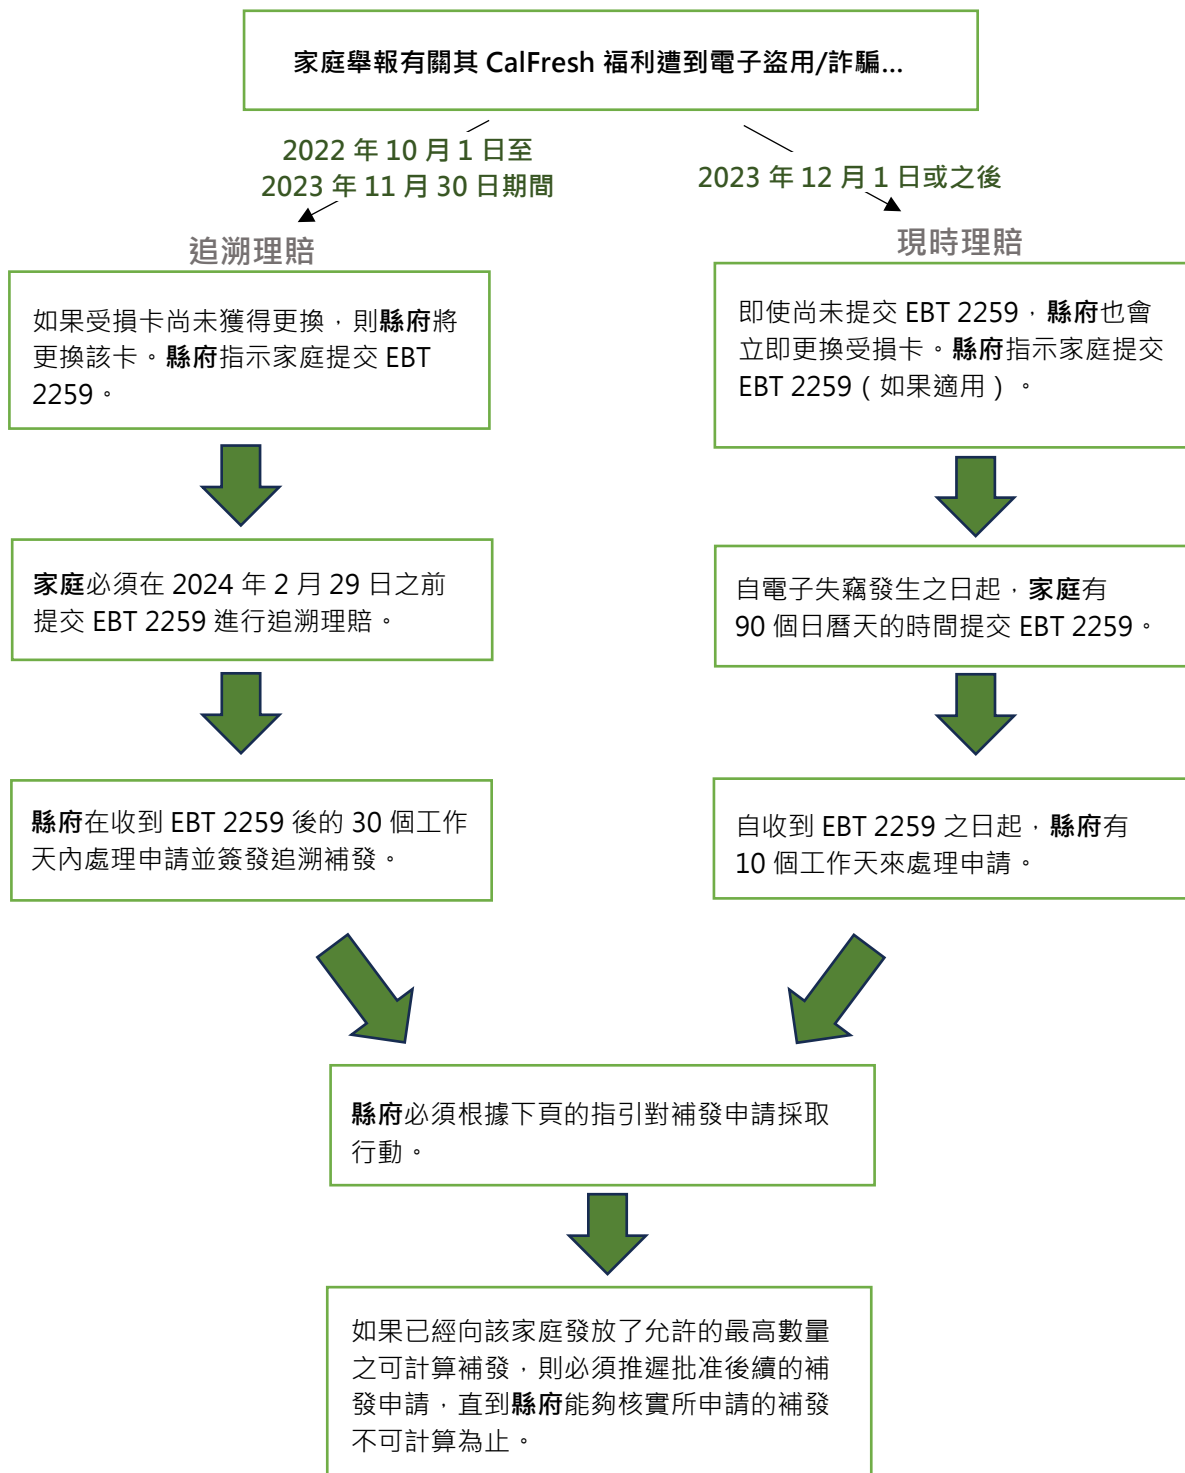 家庭舉報有關其 CalFresh 福利遭到電子盜用/詐騙...
2022 年 10 月 1 日至
2023 年 11 月 30 日期間
2023 年 12 月 1 日或之後
追溯理賠
如果受損卡尚未獲得更換，則縣府將
更換該卡。縣府指示家庭提交 EBT
2259。
家庭必須在 2024 年 2 月 29 日之前
提交 EBT 2259 進行追溯理賠。
縣府在收到 EBT 2259 後的 30 個工作
天內處理申請並簽發追溯補發。
現時理賠
即使尚未提交 EBT 2259，縣府也會
立即更換受損卡。縣府指示家庭提交
EBT 2259（如果適用）。
自電子失竊發生之日起，家庭有
90 個日曆天的時間提交 EBT 2259。
自收到 EBT 2259 之日起，縣府有
10 個工作天來處理申請。
縣府必須根據下頁的指引對補發申請採取
行動。
如果已經向該家庭發放了允許的最高數量
之可計算補發，則必須推遲批准後續的補
發申請，直到縣府能夠核實所申請的補發
不可計算為止。